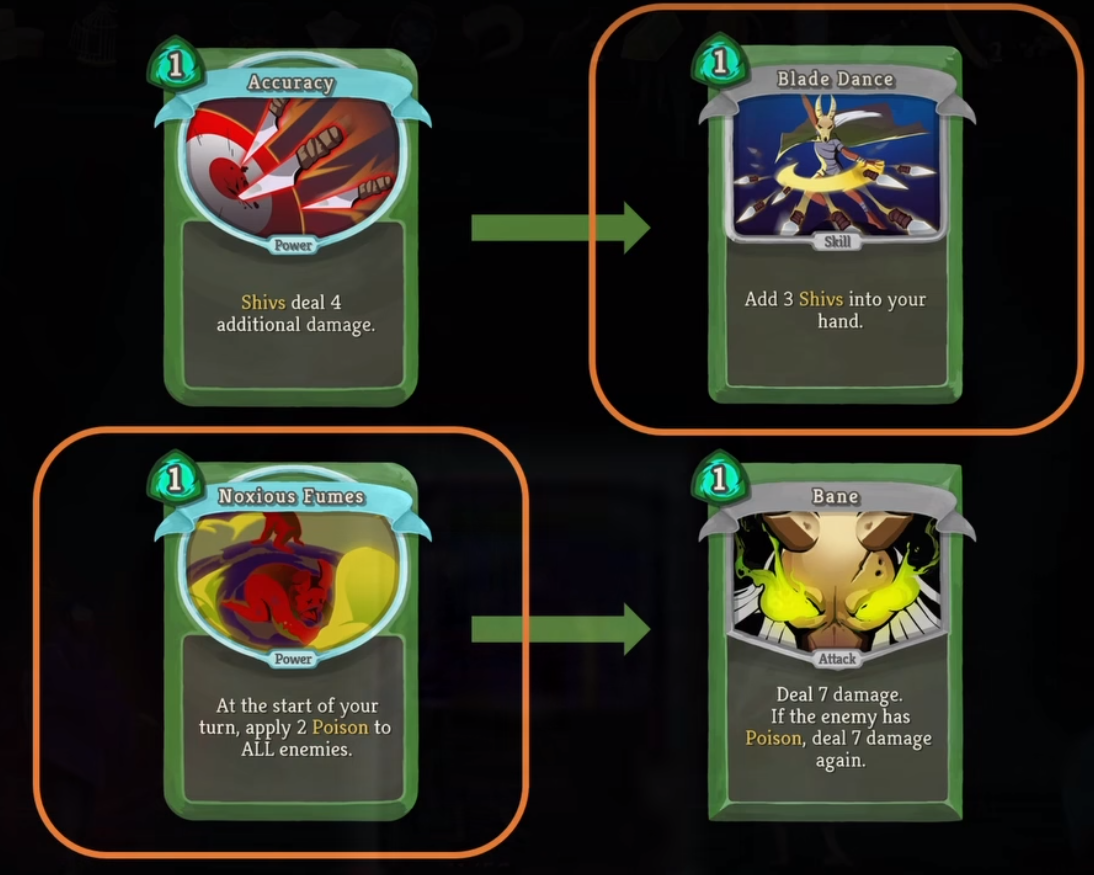 1
Accuracy
Power
Shivs deal 4
additional damage.
1
Blade Dance
Skill
Add 3 Shivs into your
hand.
1
Noxious Fumes
Power
At the start of your
turn, apply 2 Poison to
ALL enemies.
1
Bane
Attack
Deal 7 damage.
If the enemy has
Poison, deal 7 damage
again.